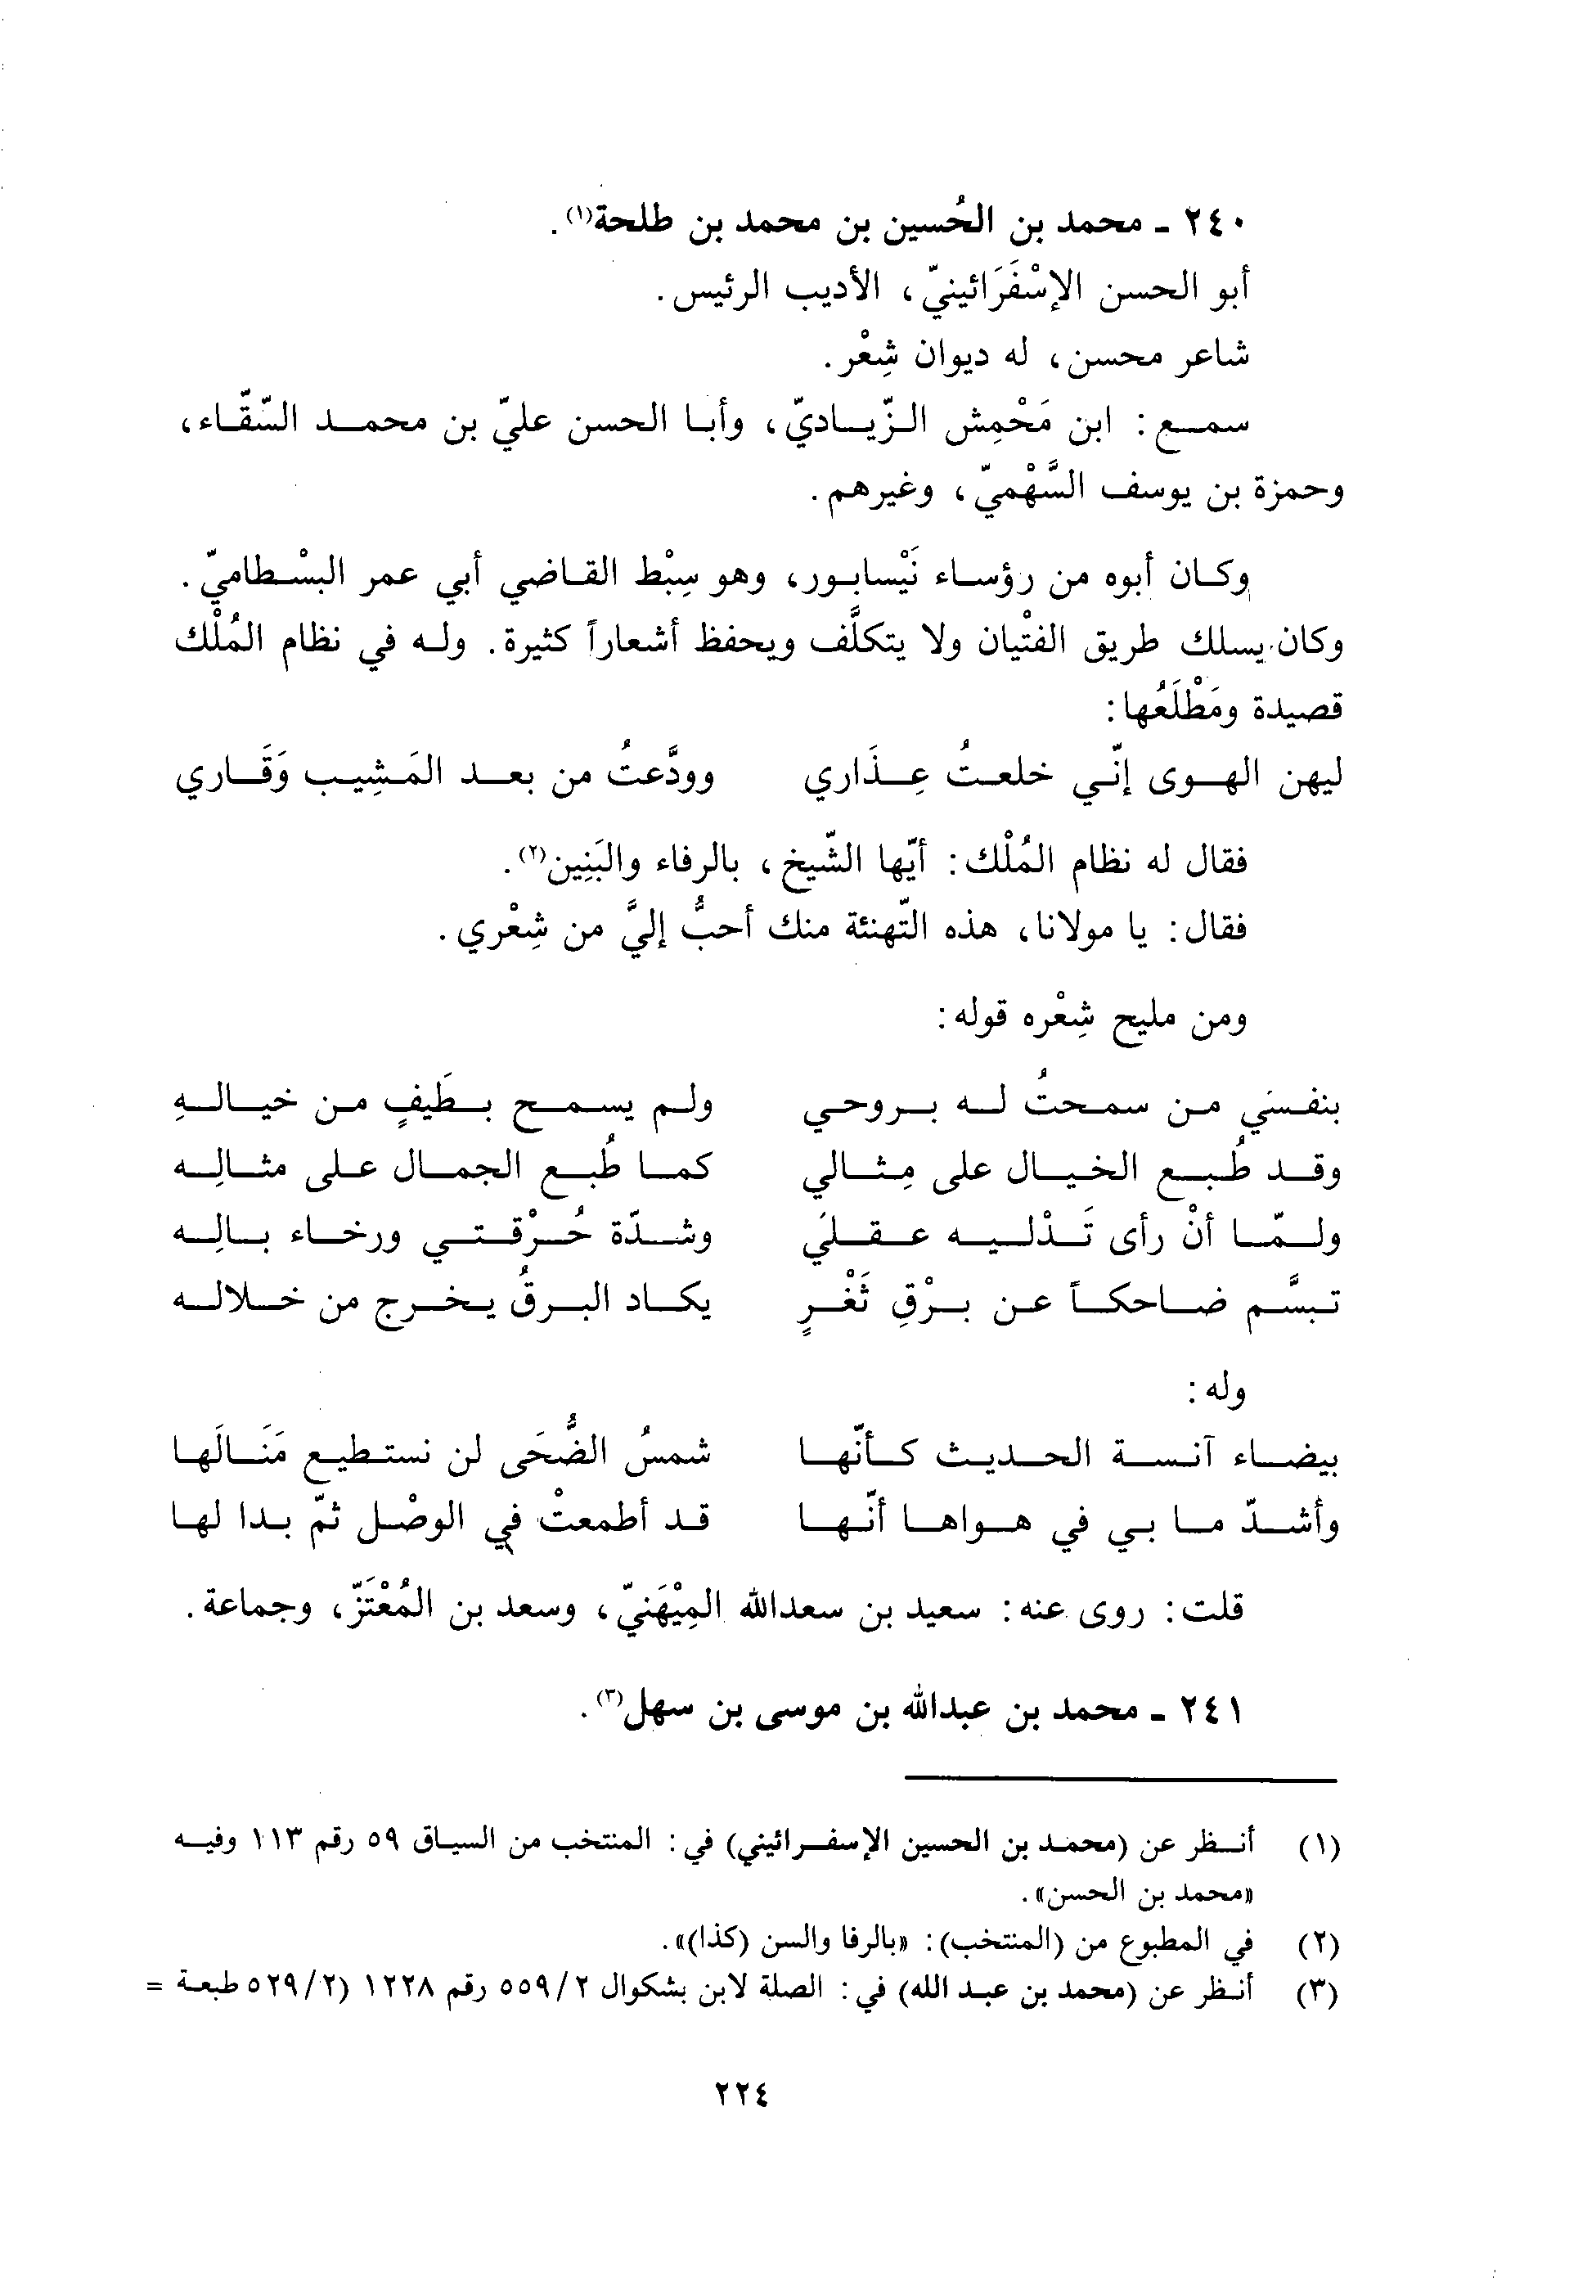 ٢٤٠ ـ محمد بن الحُسين بن محمد بن طلحة(١).
أبو الحسن الإسْفَرَائينيّ، الأديب الرئيس.
شاعر محسن، له ديوان شِعْر.
سمع: ابن مَحْمِش الزّياديّ، وأبا الحسن عليّ بن محمد السّقّاء،
وحمزة بن يوسف السَّهْميّ، وغيرهم.
وكان أبوه من رؤساء نَيْسابور، وهو سِبْط القاضي أبي عمر البسْطاميّ.
وكان يسلك طريق الفتْيان ولا يتكلَّف ويحفظ أشعاراً كثيرة. وله في نظام المُلْك
قصيدة ومَطْلَعُها:
ليهن الهوى إنّي خلعتُ عِذَاري وودَّعتُ من بعد المَشِيب وَقَاري
فقال له نظام المُلْك: أيّها الشّيخ، بالرفاء والبَنِين(٢).
فقال: يا مولانا، هذه التّهنئة منك أحبُّ إليَّ من شِعْري.
ومن مليح شِعْره قوله:
بنفسَي من سمحتُ له بروحي ولم يسمح بطَيفٍ من خيالهِ
وقد طُبع الخيال على مِثالي كما طُبع الجمال على مثالِه
ولمّا أنْ رأى تَذْليه عقليَ وشدّة حُرْقتي ورخاء بالِه
تبسَّم ضاحكاً عن برْقِ ثَغْرٍ يكاد البرقُ يخرج من خلاله
وله:
بيضاء آنسة الحديث كأنّها شمسُ الضُّحَى لن نستطيع مَنَالَها
وأشدّ ما بي في هواها أنّها قد أطمعتْ في الوصْل ثمّ بدا لها
قلت: روى عنه: سعيد بن سعدالله المِيْهَنيّ، وسعد بن المُعْتَزّ، وجماعة.
٢٤١ ـ محمد بن عبدالله بن موسى بن سهل(٣).
(١) أنظر عن (محمد بن الحسين الإسفرائيني) في: المنتخب من السياق ٥٩ رقم ١١٣ وفيه
«محمد بن الحسن».
(٢) في المطبوع من (المنتخب): «بالرفا والسن (كذا)».
(٣) أنظر عن (محمد بن عبد الله) في: الصلة لابن بشكوال ٥٥٩/٢ رقم ١٢٢٨ (٥٢٩/٢ طبعة =
٢٢٤